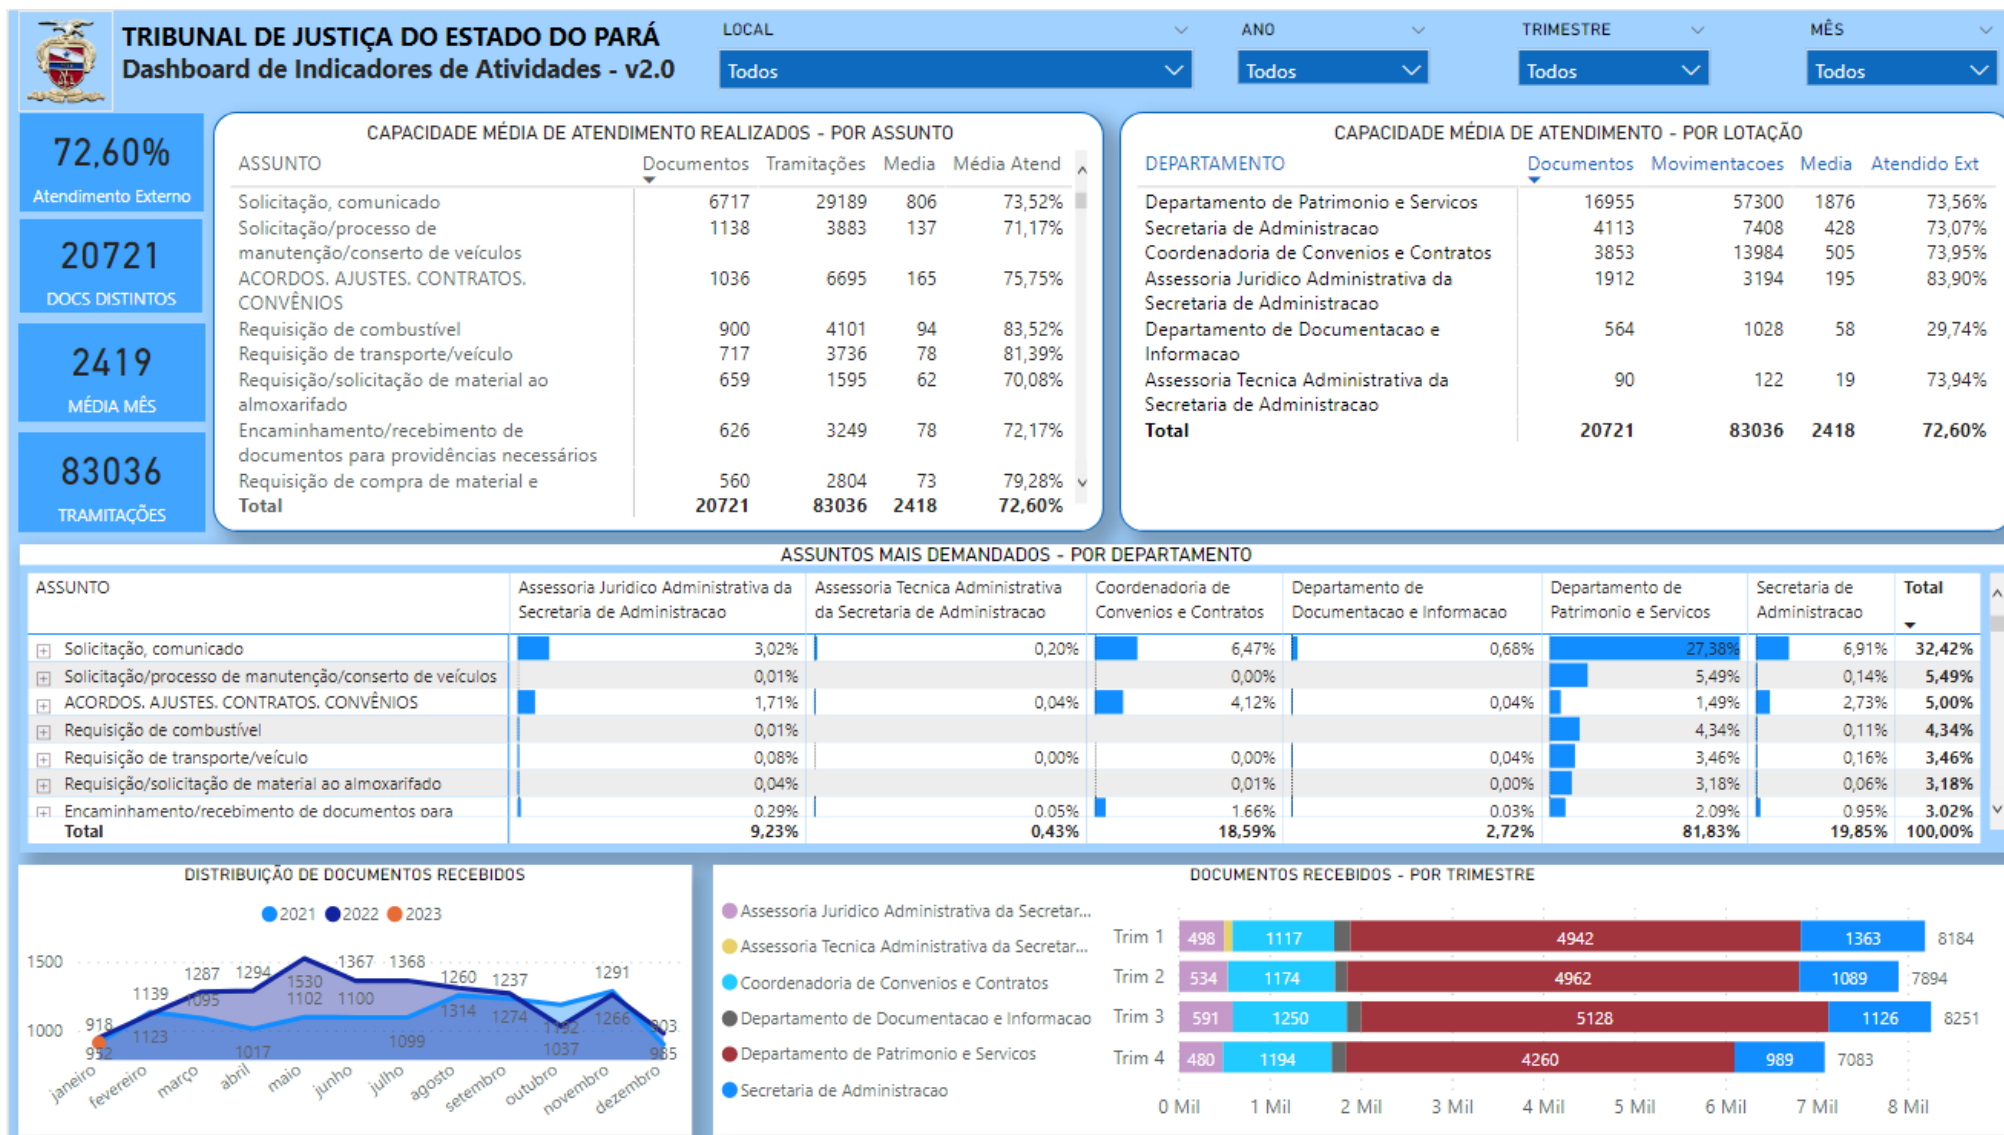 TRIBUNAL DE JUSTIÇA DO ESTADO DO PARÁ
Dashboard de Indicadores de Atividades - v2.0
LOCAL
Todos
ANO
Todos
TRIMESTRE
Todos
MÊS
Todos
72,60%
Atendimento Externo
20721
DOCS DISTINTOS
2419
MÉDIA MÊS
83036
TRAMITAÇÕES
CAPACIDADE MÉDIA DE ATENDIMENTO REALIZADOS - POR ASSUNTO
ASSUNTO Documentos Tramitações Media Média Atend
Solicitação, comunicado 6717 29189 806 73,52%
Solicitação/processo de 1138 3883 137 71,17%
manutenção/conserto de veículos
ACORDOS. AJUSTES. CONTRATOS. 1036 6695 165 75,75%
CONVÊNIOS
Requisição de combustível 900 4101 94 83,52%
Requisição de transporte/veículo 717 3736 78 81,39%
Requisição/solicitação de material ao 659 1595 62 70,08%
almoxarifado
Encaminhamento/recebimento de 626 3249 78 72,17%
documentos para providências necessários
Requisição de compra de material e 560 2804 73 79,28%
Total 20721 83036 2418 72,60%
CAPACIDADE MÉDIA DE ATENDIMENTO - POR LOTAÇÃO
DEPARTAMENTO Documentos Movimentacoes Media Atendido Ext
Departamento de Patrimonio e Servicos 16955 57300 1876 73,56%
Secretaria de Administracao 4113 7408 428 73,07%
Coordenadoria de Convenios e Contratos 3853 13984 505 73,95%
Assessoria Juridico Administrativa da 1912 3194 195 83,90%
Secretaria de Administracao
Departamento de Documentacao e 564 1028 58 29,74%
Informacao
Assessoria Tecnica Administrativa da 90 122 19 73,94%
Secretaria de Administracao
Total 20721 83036 2418 72,60%
ASSUNTOS MAIS DEMANDADOS - POR DEPARTAMENTO
ASSUNTO Assessoria Juridico Administrativa da Assessoria Tecnica Administrativa Coordenadoria de Departamento de Departamento de Secretaria de Total
Secretaria de Administracao da Secretaria de Administracao Convenios e Contratos Documentacao e Informacao Patrimonio e Servicos Administracao
Solicitação, comunicado 3,02% 0,20% 6,47% 0,68% 27,38% 6,91% 32,42%
Solicitação/processo de manutenção/conserto de veículos 0,01% 0,00% 5,49% 0,14% 5,49%
ACORDOS. AJUSTES. CONTRATOS. CONVÊNIOS 1,71% 0,04% 4,12% 0,04% 1,49% 2,73% 5,00%
Requisição de combustível 0,01% 4,34% 0,11% 4,34%
Requisição de transporte/veículo 0,08% 0,00% 0,00% 0,04% 3,46% 0,16% 3,46%
Requisição/solicitação de material ao almoxarifado 0,04% 0,01% 0,00% 3,18% 0,06% 3,18%
Encaminhamento/recebimento de documentos para 0,29% 0,05% 1,66% 0,03% 2,09% 0,95% 3,02%
Total 9,23% 0,43% 18,59% 2,72% 81,83% 19,85% 100,00%
DISTRIBUIÇÃO DE DOCUMENTOS RECEBIDOS
2021 2022 2023
1500
1000
918 1139 1287 1294 1530 1367 1368 1260 1237 1291
1095 1102 1100 1314 1274 1192 1266
1123 1017 1099 1037
janeiro fevereiro março abril maio junho julho agosto setembro outubro novembro dezembro
DOCUMENTOS RECEBIDOS - POR TRIMESTRE
Assessoria Juridico Administrativa da Secretar...
Assessoria Tecnica Administrativa da Secretar...
Coordenadoria de Convenios e Contratos
Departamento de Documentacao e Informacao
Departamento de Patrimonio e Servicos
Secretaria de Administracao
Trim 1 498 1117 4942 1363 8184
Trim 2 534 1174 4962 1089 7894
Trim 3 591 1250 5128 1126 8251
Trim 4 480 1194 4260 989 7083
0 Mil 1 Mil 2 Mil 3 Mil 4 Mil 5 Mil 6 Mil 7 Mil 8 Mil